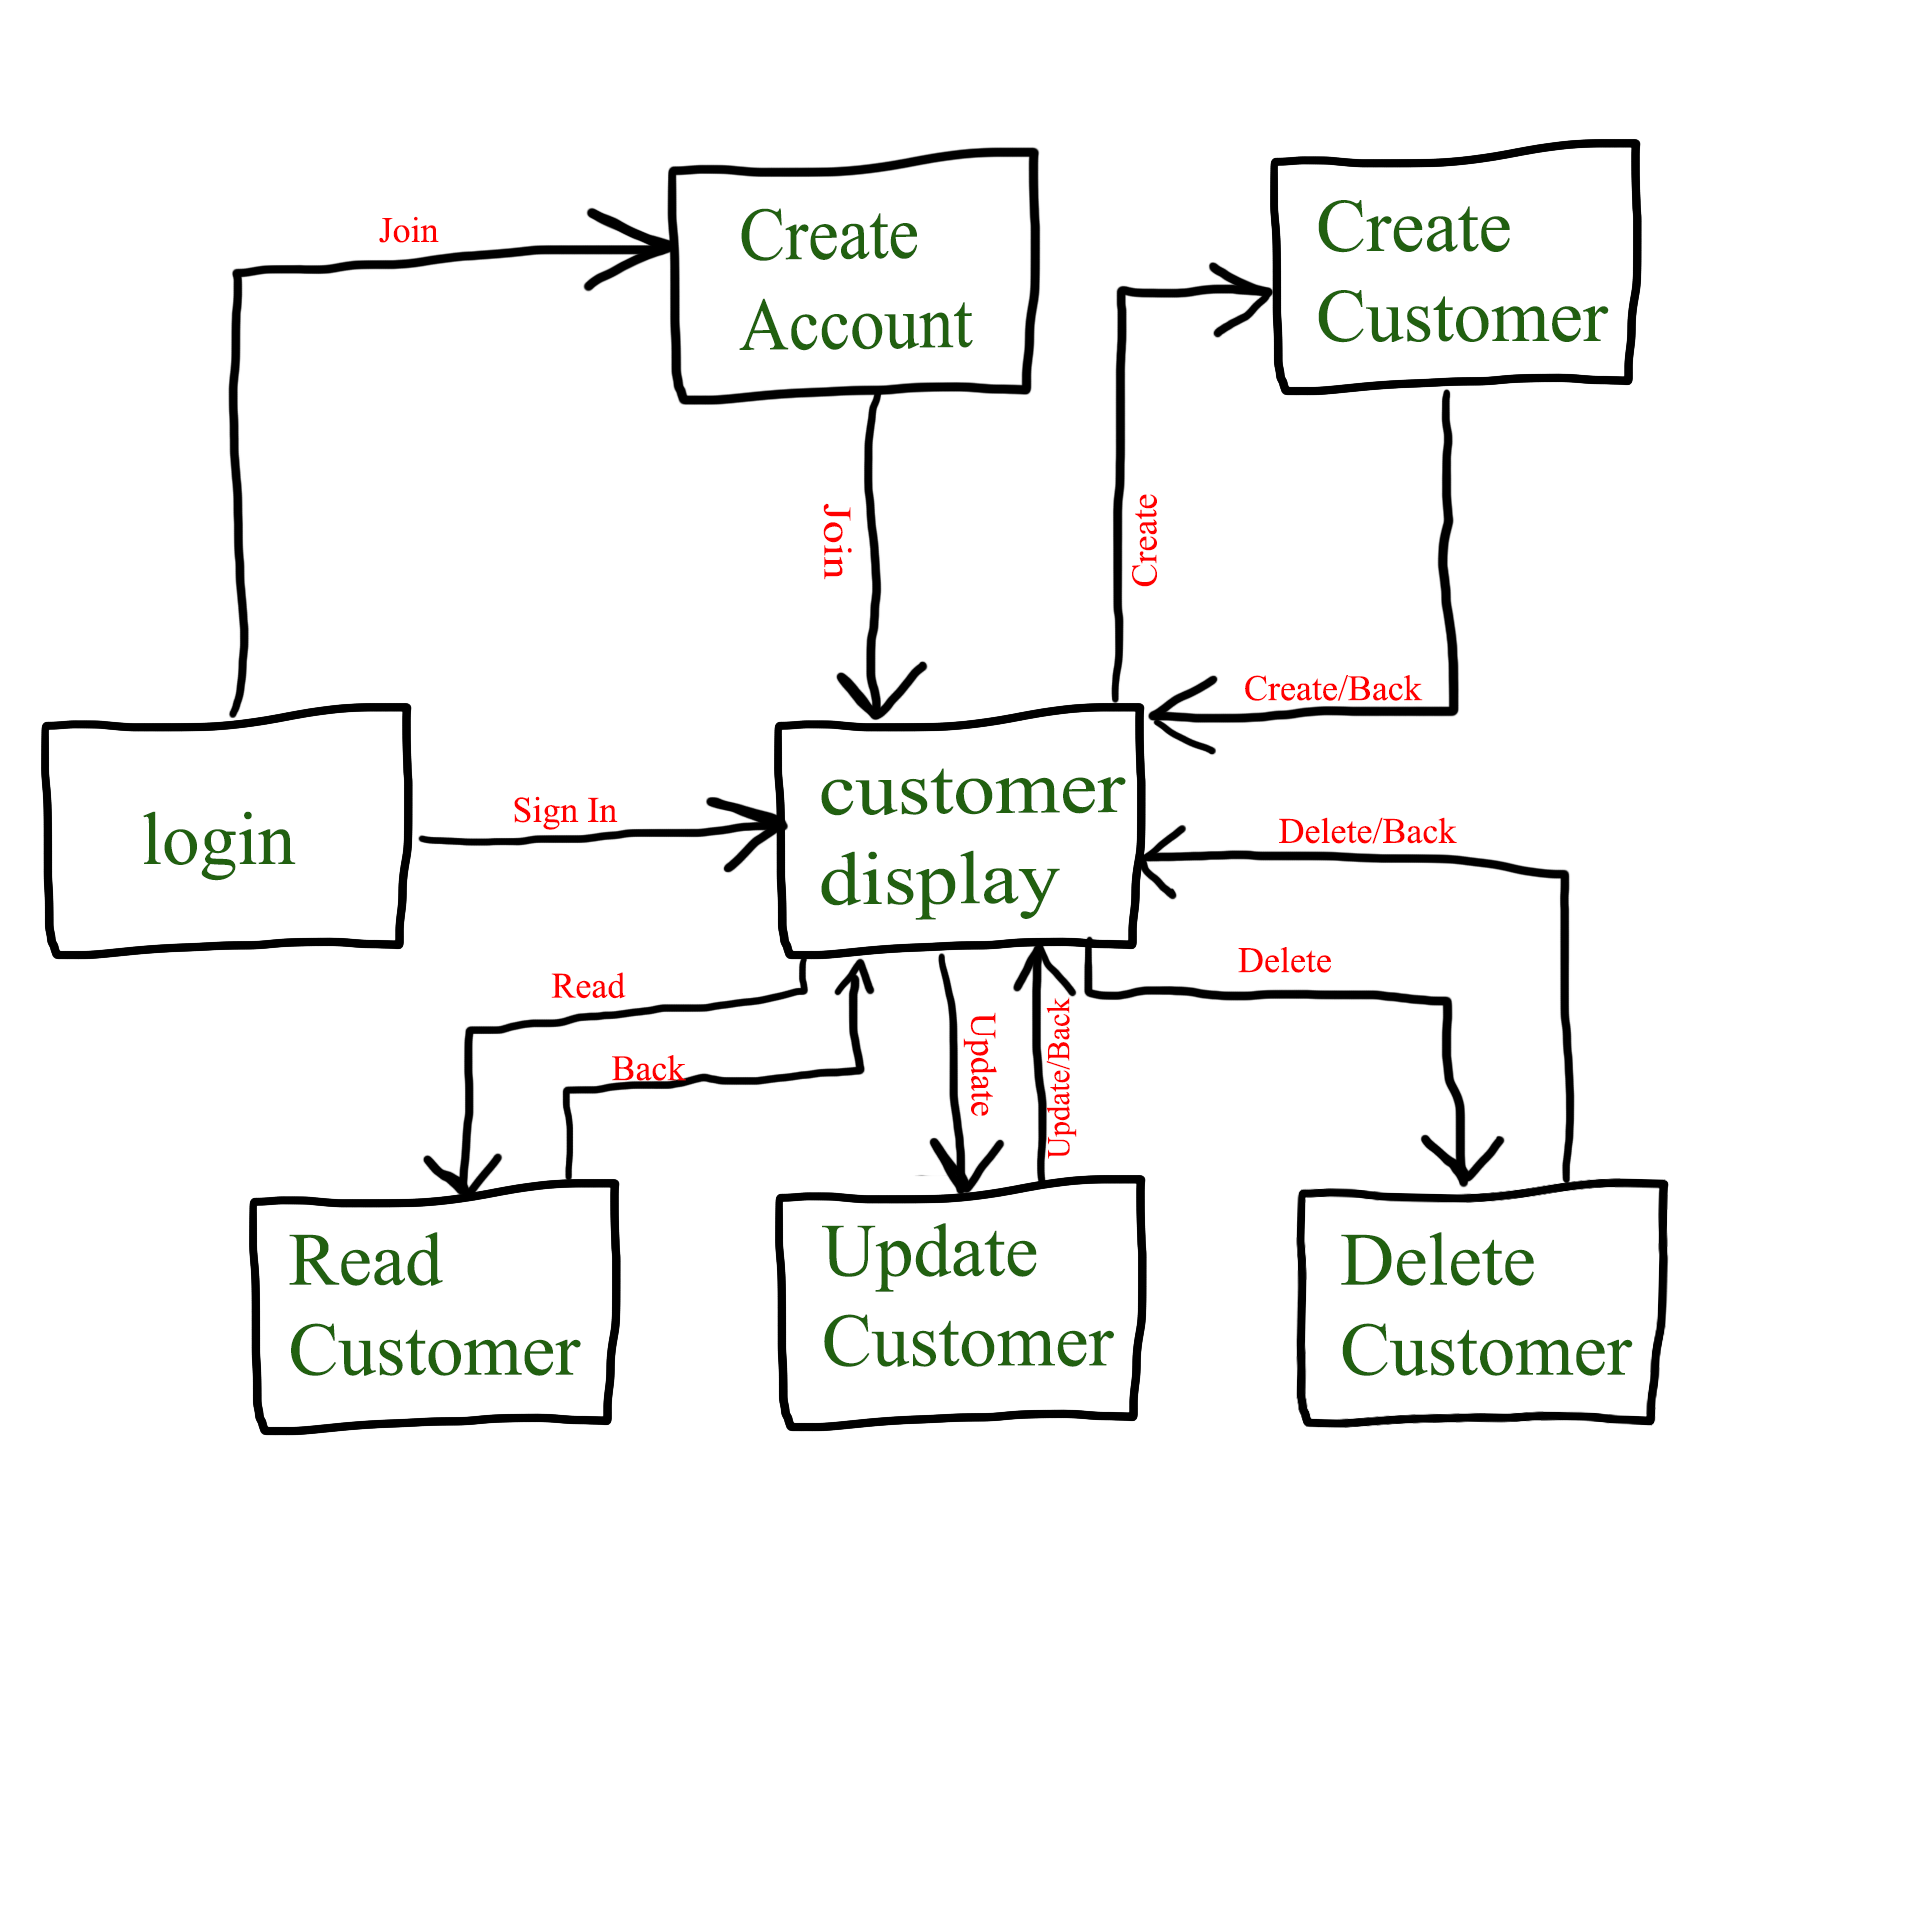 Join
Create
Account
Create
Customer
Join
Create
Create/Back
login
Sign In
customer
display
Delete/Back
Read
Back
Update
Update/Back
Delete
Read
Customer
Update
Customer
Delete
Customer